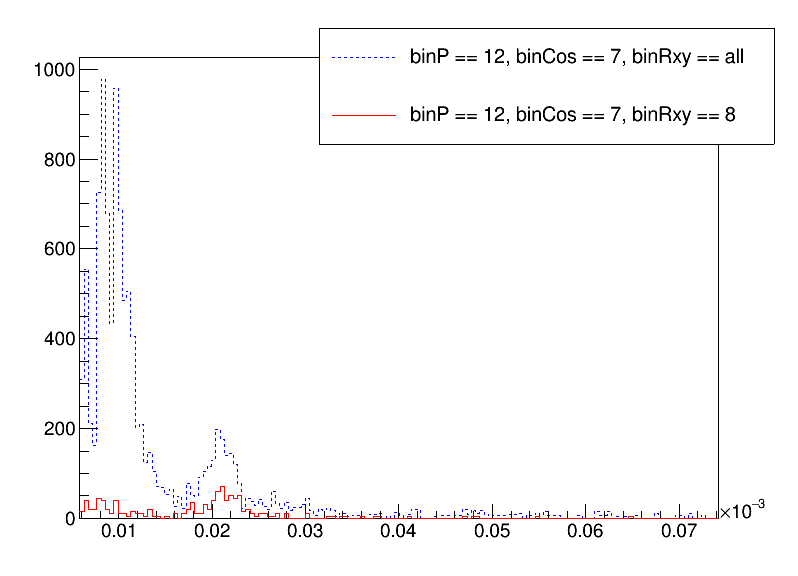 binP == 12, binCos == 7, binRxy == all
binP == 12, binCos == 7, binRxy == 8
1000
800
600
400
200
0
0.01 0.02 0.03 0.04 0.05 0.06 0.07
×10⁻³